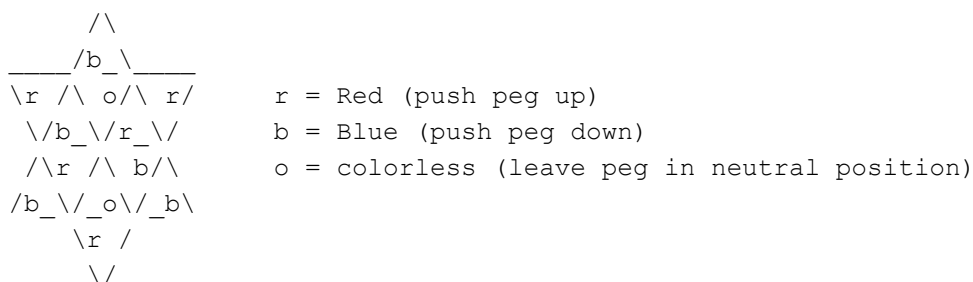 /\
____/b_\____
\r /\ o/\ r/     r = Red (push peg up)
 \/b_\/r_\/      b = Blue (push peg down)
 /\r /\ b/\      o = colorless (leave peg in neutral position)
/b_\/_o\/_b\
    \r /
     \/